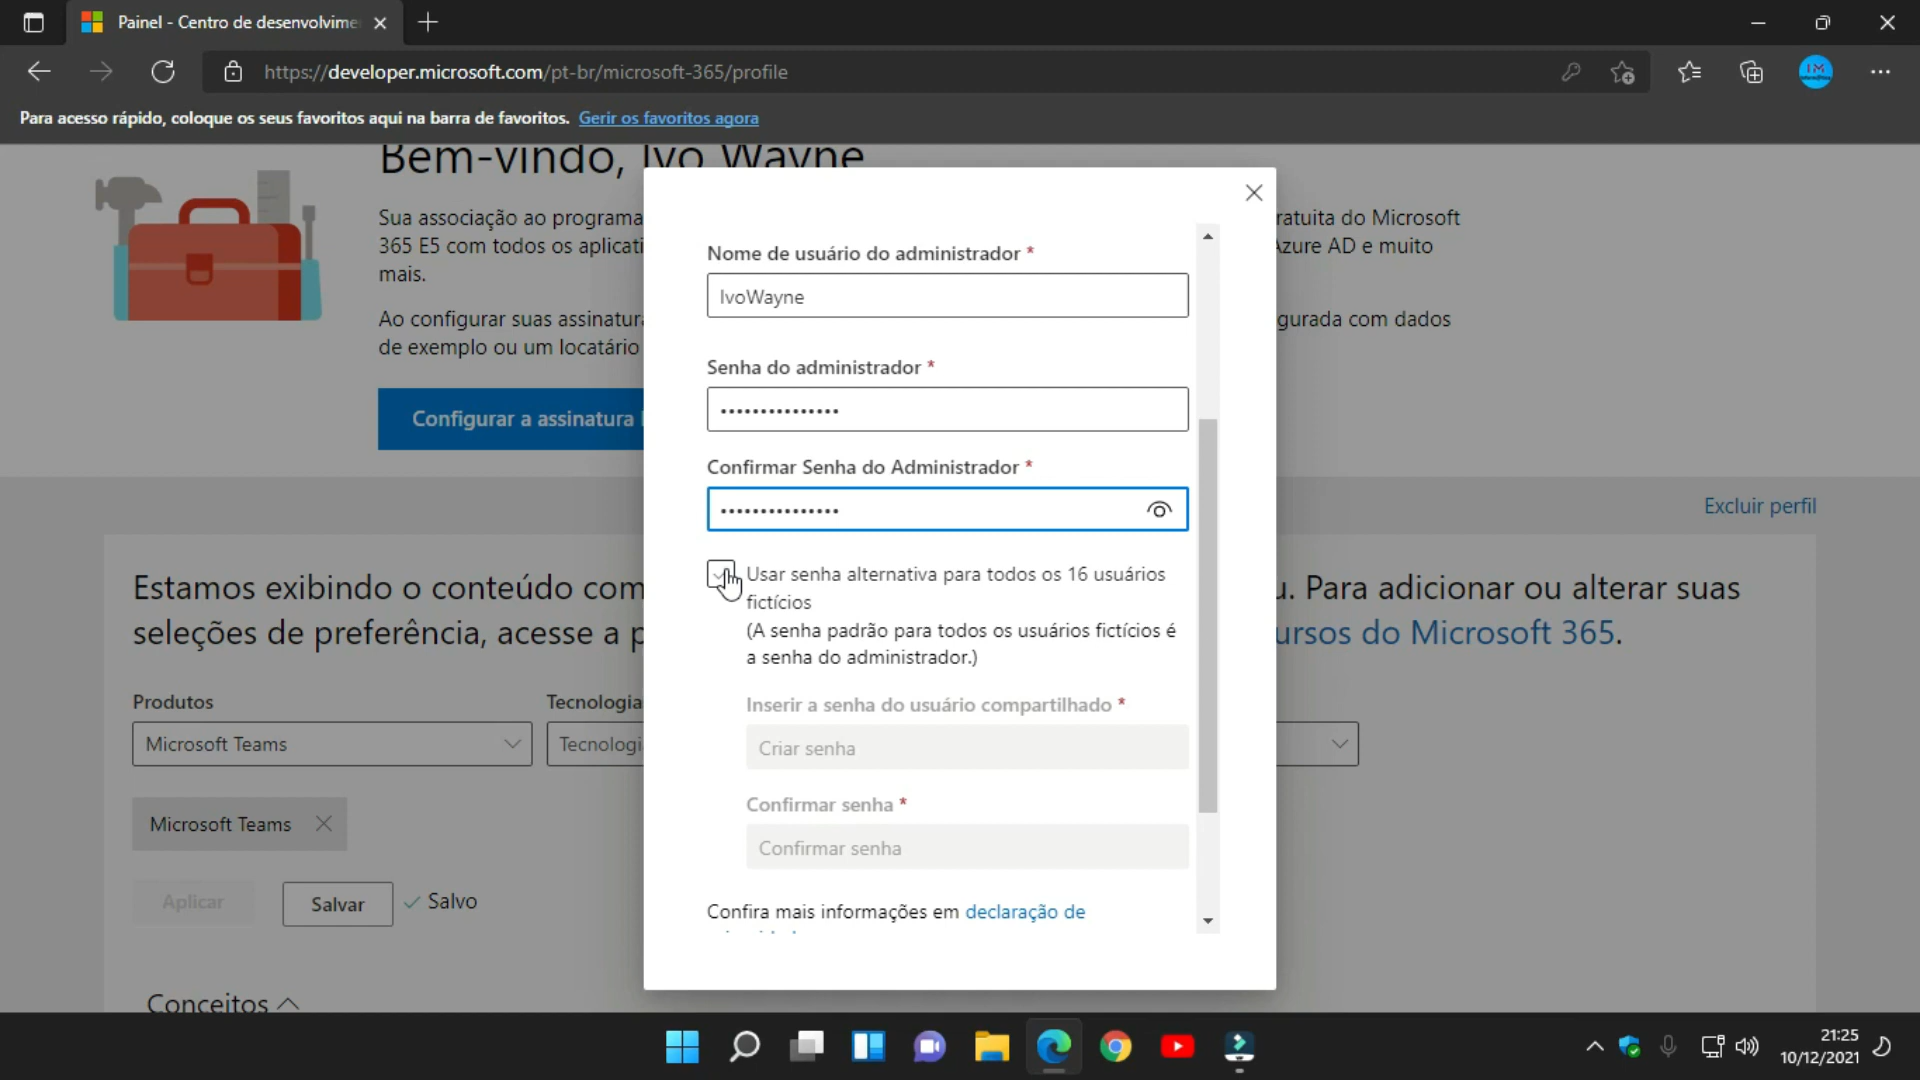 Painel - Centro de desenvolvime
https://developer.microsoft.com/pt-br/microsoft-365/profile
IM
Para acesso rápido, coloque os seus favoritos aqui na barra de favoritos. Gerir os favoritos agora
Bem-vindo, Ivo Wayne
Sua associação ao programa
ratuita do Microsoft
365 E5 com todos os aplicati
Azure AD e muito
mais.
Ao configurar suas assinatura
gurada com dados
de exemplo ou um locatário
Configurar a assinatura
Nome de usuário do administrador *
IvoWayne
Senha do administrador *
•••••••••••••••
Confirmar Senha do Administrador *
•••••••••••••••
Usar senha alternativa para todos os 16 usuários
fictícios
(A senha padrão para todos os usuários fictícios é
a senha do administrador.)
Inserir a senha do usuário compartilhado *
Criar senha
Confirmar senha *
Confirmar senha
Confira mais informações em declaração de
Excluir perfil
Estamos exibindo o conteúdo com
u. Para adicionar ou alterar suas
seleções de preferência, acesse a p
ursos do Microsoft 365.
Produtos
Tecnologia
Microsoft Teams
Tecnologi
Microsoft Teams
Aplicar
Salvar
Salvo
Conceitos
21:25
10/12/2021